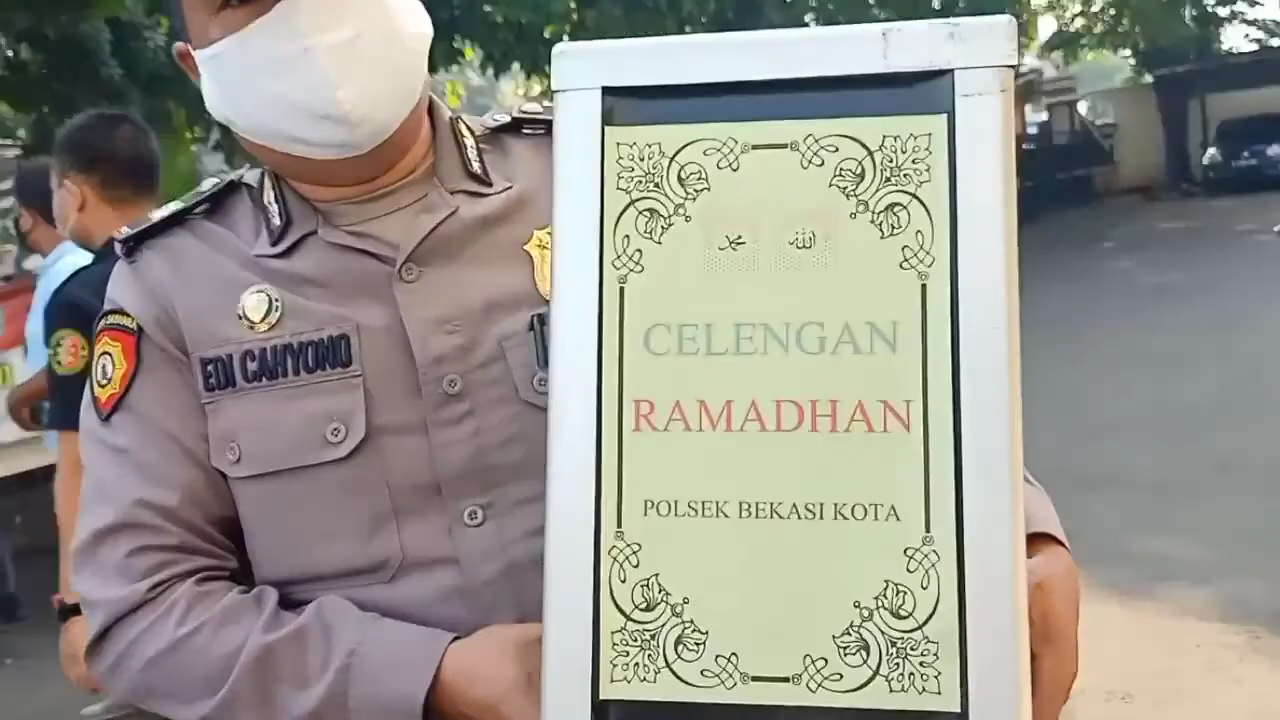 EDI CAHYONO
محمد الله
CELENGAN
RAMADHAN
POLSEK BEKASI KOTA